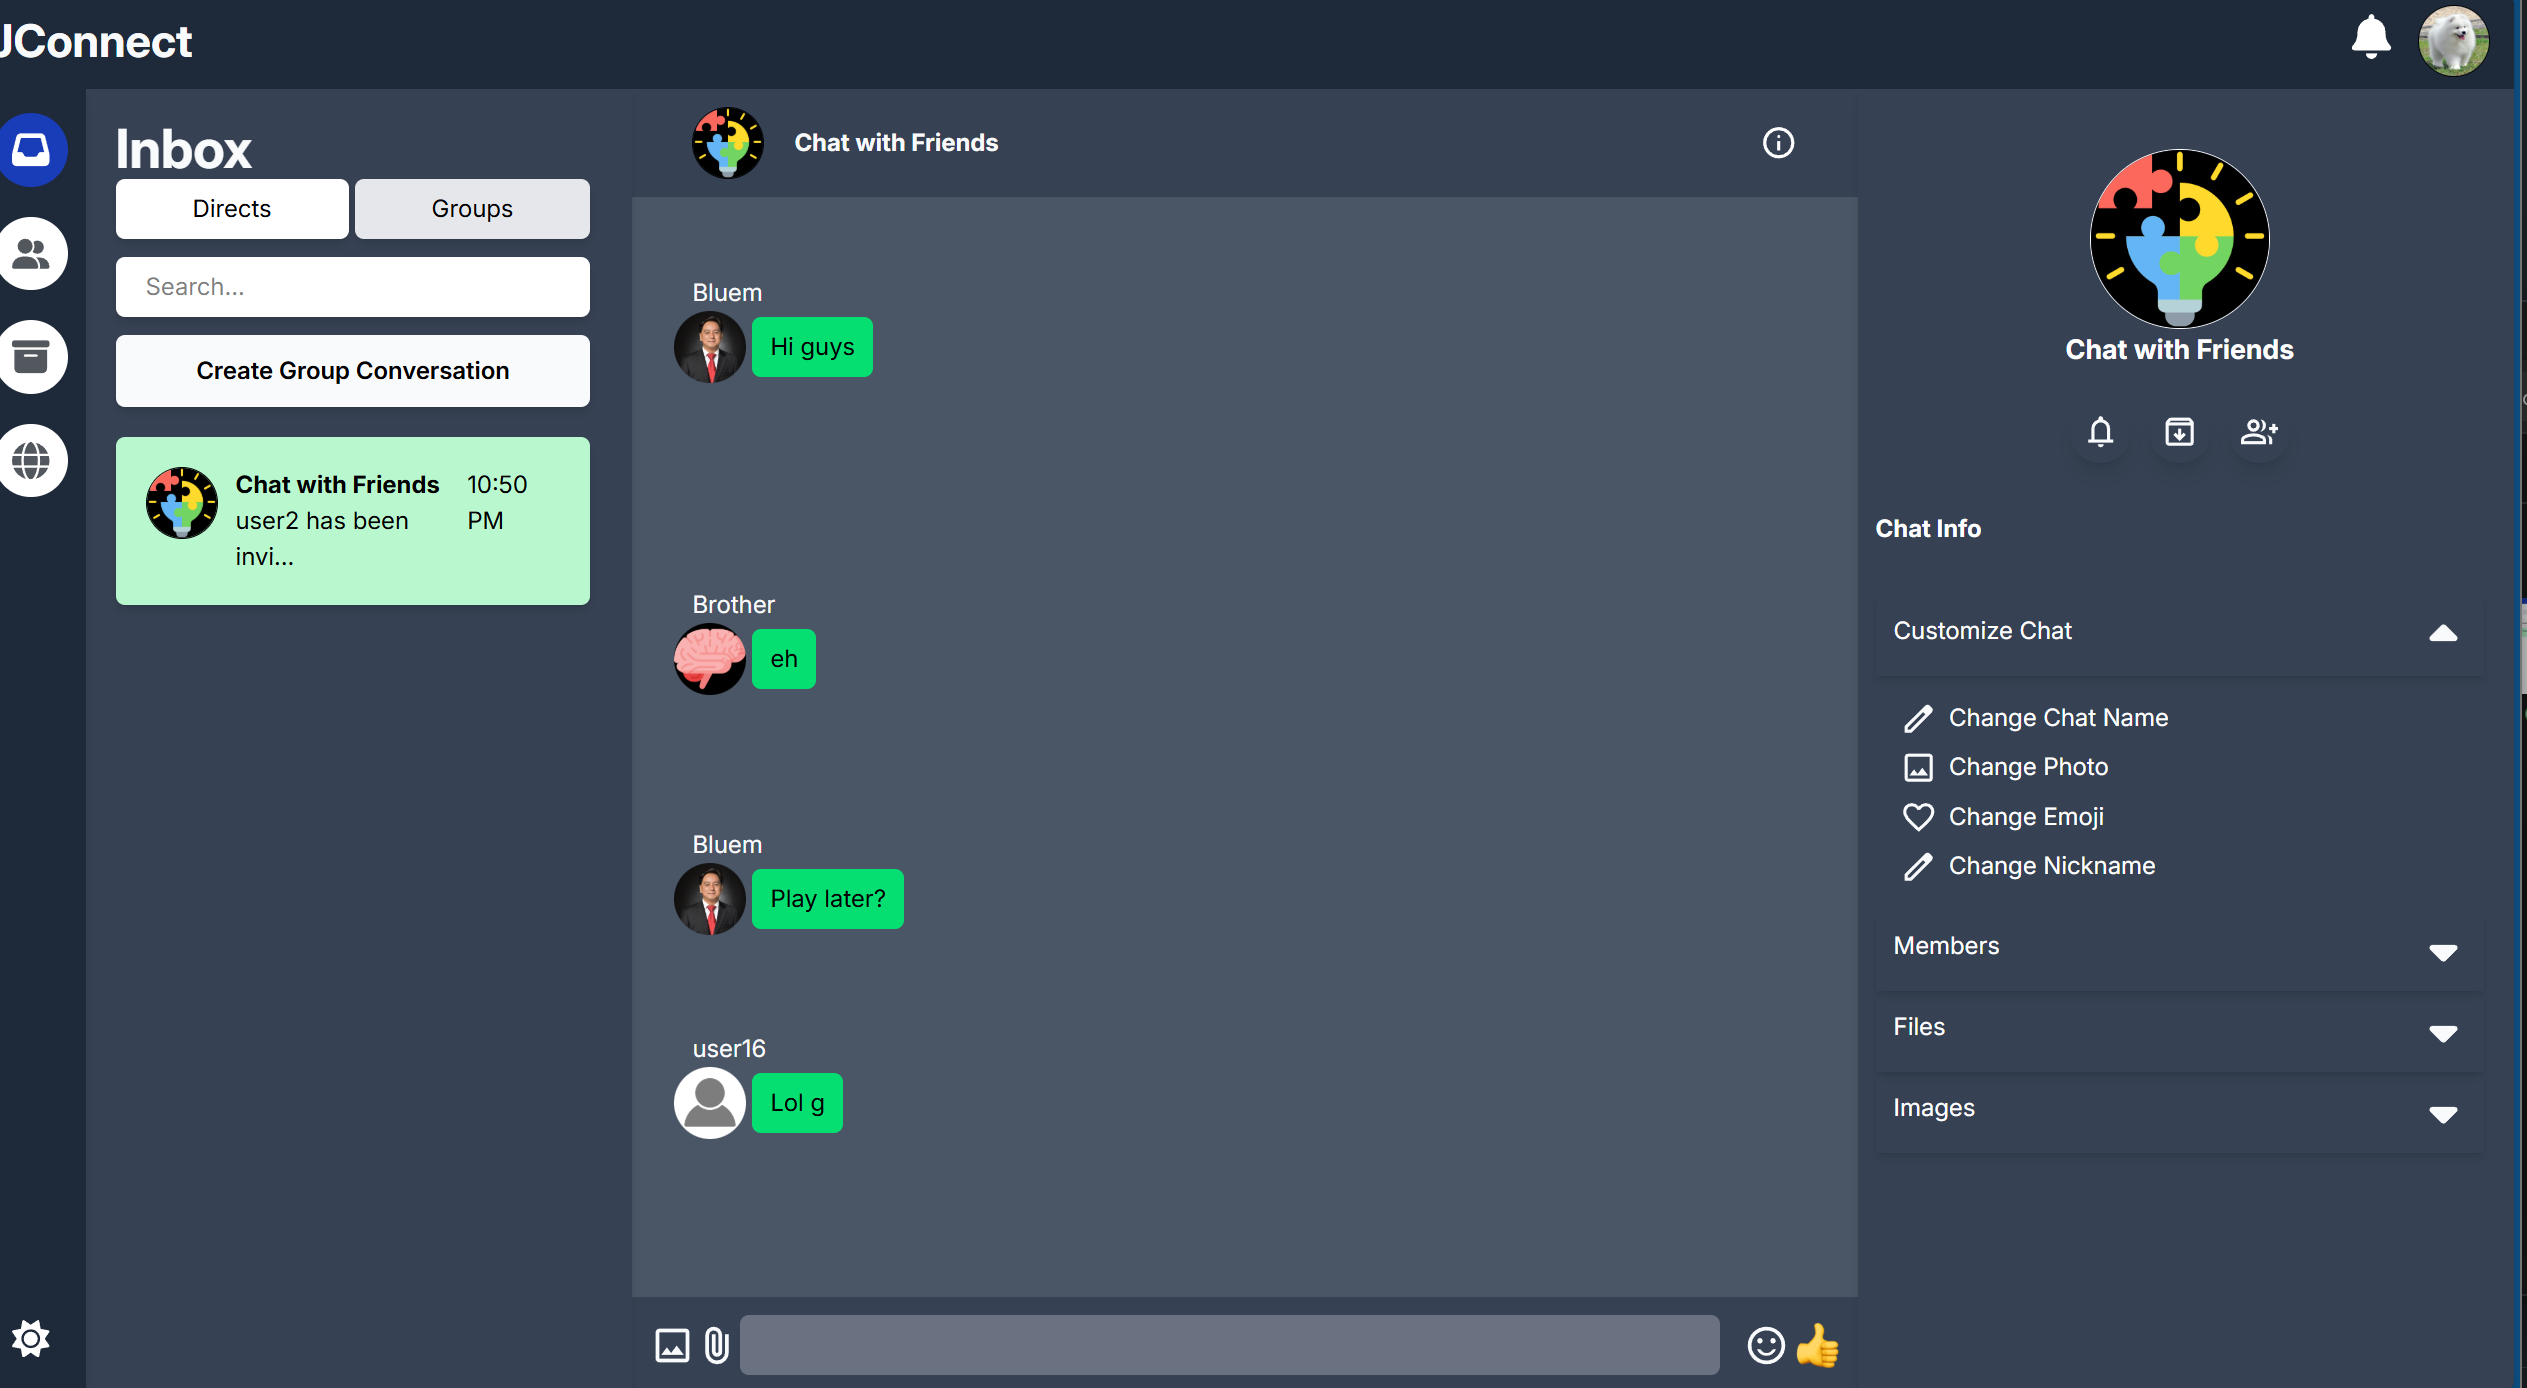 JConnect
Inbox
Directs
Groups
Search...
Create Group Conversation
Chat with Friends
10:50 PM
user2 has been
invi...
Chat with Friends
Bluem
Hi guys
Brother
eh
Bluem
Play later?
user16
Lol g
Chat with Friends
Chat Info
Customize Chat
Change Chat Name
Change Photo
Change Emoji
Change Nickname
Members
Files
Images